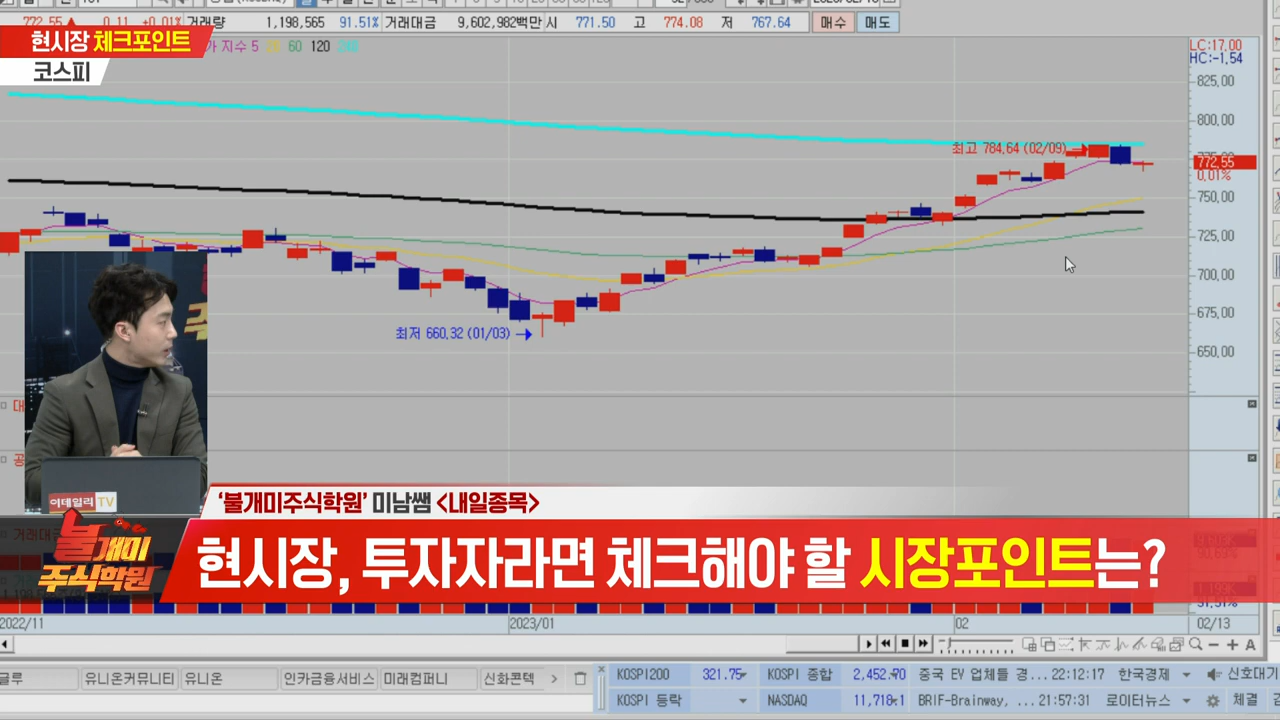 772.55 ▲ 0.11 +0.01% 거래량 1,198,565 91.51% 거래대금 9,602,982백만 시 771.50 고 774.08 저 767.64 매수 매도
현시장 체크포인트
코스피
지수 5 20 60 120
LC:17.00
HC:-1.54
825.00
800.00
최고 784.64 (02/09)
772.55
0.01%
750.00
725.00
700.00
675.00
650.00
최저 660.32 (01/03)
이데일리 TV
'불개미주식학원' 미남쌤 <내일종목>
불개미
주식학원
현시장, 투자자라면 체크해야 할 시장포인트는?
2022/11 2023/01 02 02/13
글루 유니온커뮤니티 유니온 인카금융서비스 미래컴퍼니 신화콘텍
KOSPI200 321.75 KOSPI 종합 2,452.70 중국 EV 업체들 경... 22:12:17 한국경제 신호대기
KOSPI 등락 NASDAQ 11,718.1 BRIF-Brainway, ... 21:57:31 로이터뉴스 체결